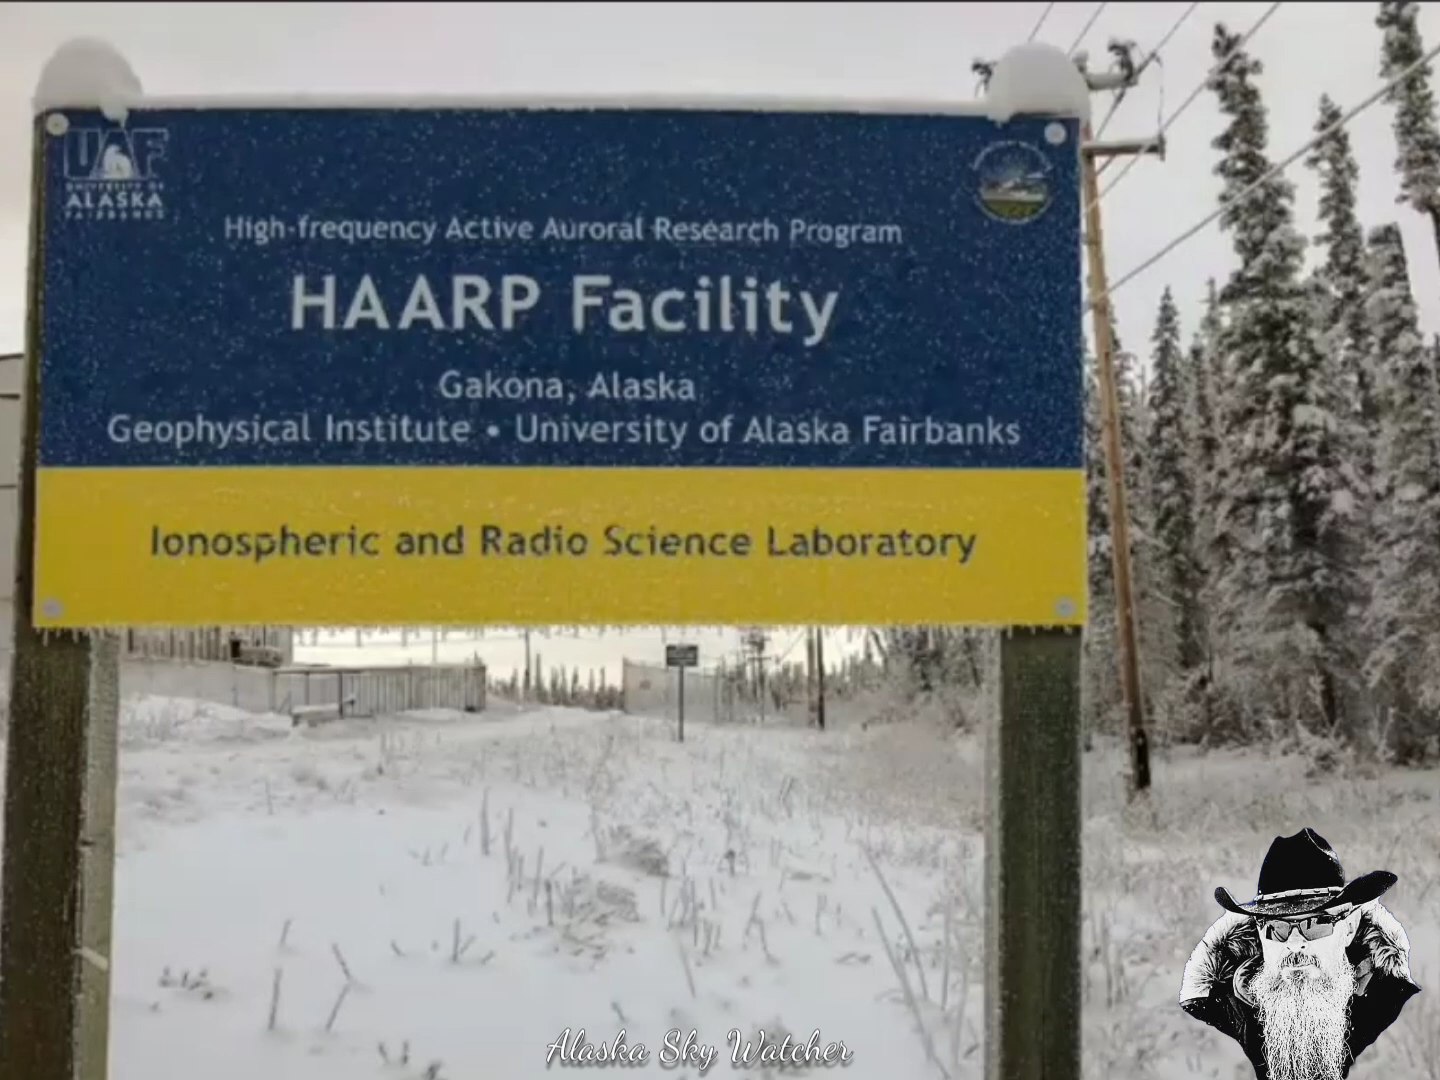 UAF
UNIVERSITY OF
ALASKA
FAIRBANKS
High-frequency Active Auroral Research Program
HAARP Facility
Gakona, Alaska
Geophysical Institute • University of Alaska Fairbanks
Ionospheric and Radio Science Laboratory
Alaska Sky Watcher